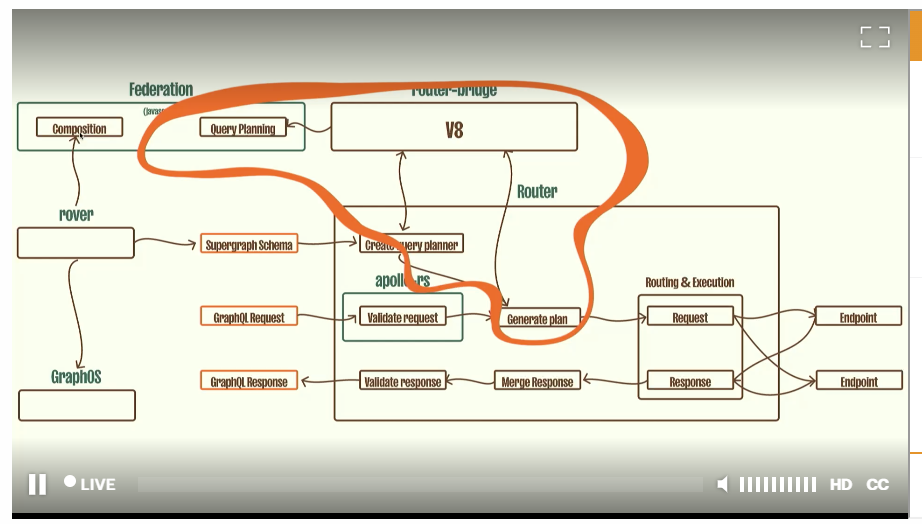 Federation
router-bridge
Composition
Query Planning
V8
Router
rover
Supergraph Schema
Create query planner
apollo-rs
Routing & Execution
GraphQL Request
Validate request
Generate plan
Request
Endpoint
GraphOS
GraphQL Response
Validate response
Merge Response
Response
Endpoint
LIVE
HD
CC